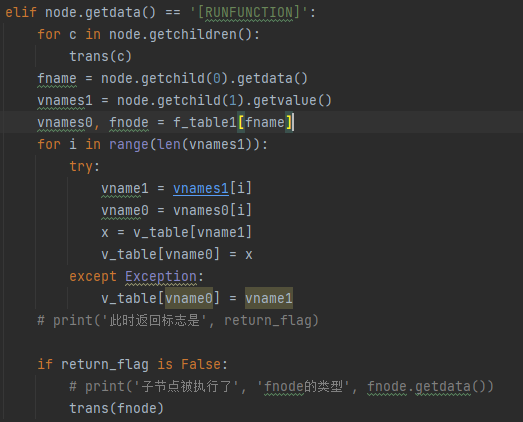 elif node.getdata() == '[RUNFUNCTION]':
    for c in node.getchildren():
        trans(c)
    fname = node.getchild(0).getdata()
    vnames1 = node.getchild(1).getvalue()
    vnames0, fnode = f_table1[fname]
    for i in range(len(vnames1)):
        try:
            vname1 = vnames1[i]
            vname0 = vnames0[i]
            x = v_table[vname1]
            v_table[vname0] = x
        except Exception:
            v_table[vname0] = vname1
    # print('此时返回标志是', return_flag)
    if return_flag is False:
        # print('子节点被执行了', 'fnode的类型', fnode.getdata())
        trans(fnode)